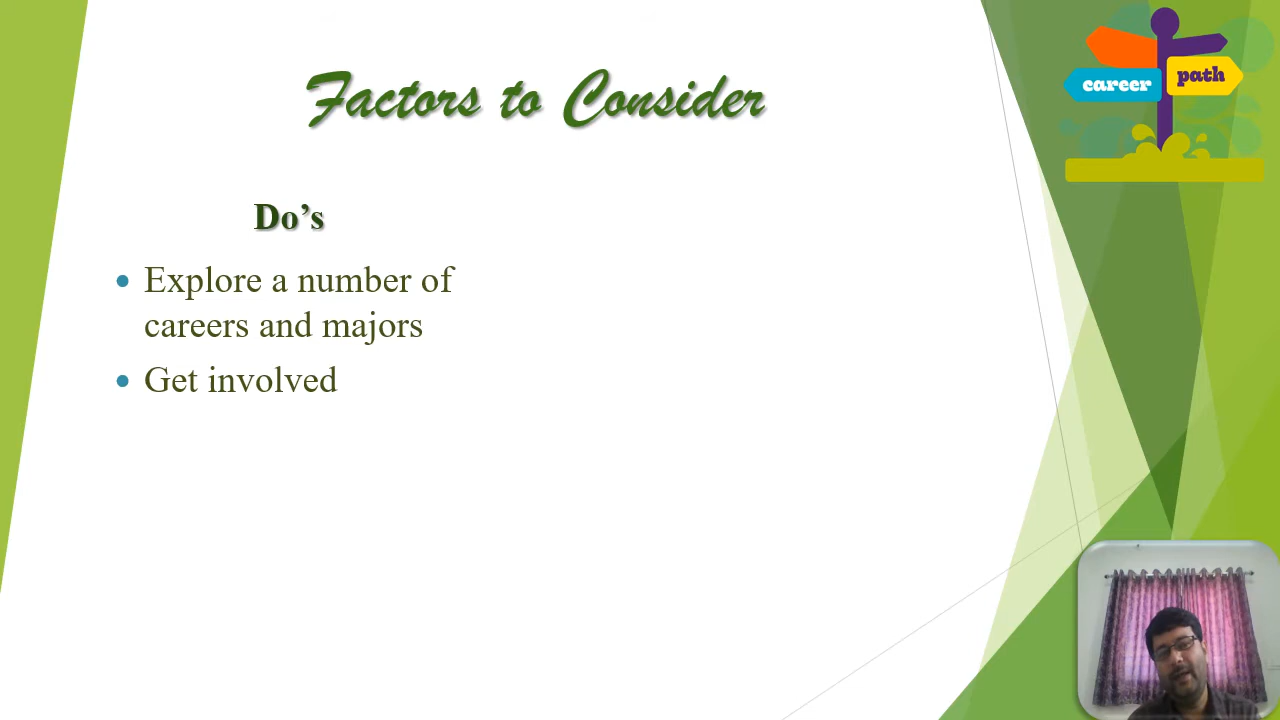 Factors to Consider
career
path
Do’s
• Explore a number of
careers and majors
• Get involved